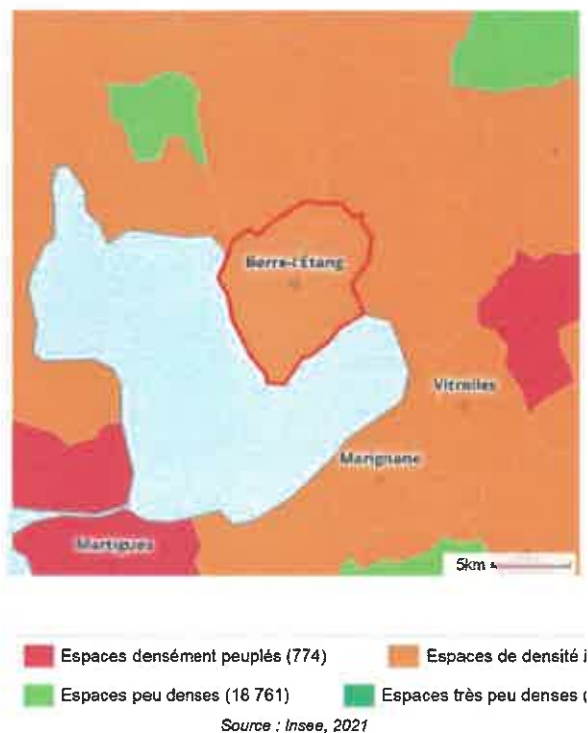 Berre-l'Étang
Vitrolles
Marignane
Martigues
5km
Espaces densément peuplés (774)
Espaces de densité i
Espaces peu denses (18 761)
Espaces très peu denses (
Source : Insee, 2021